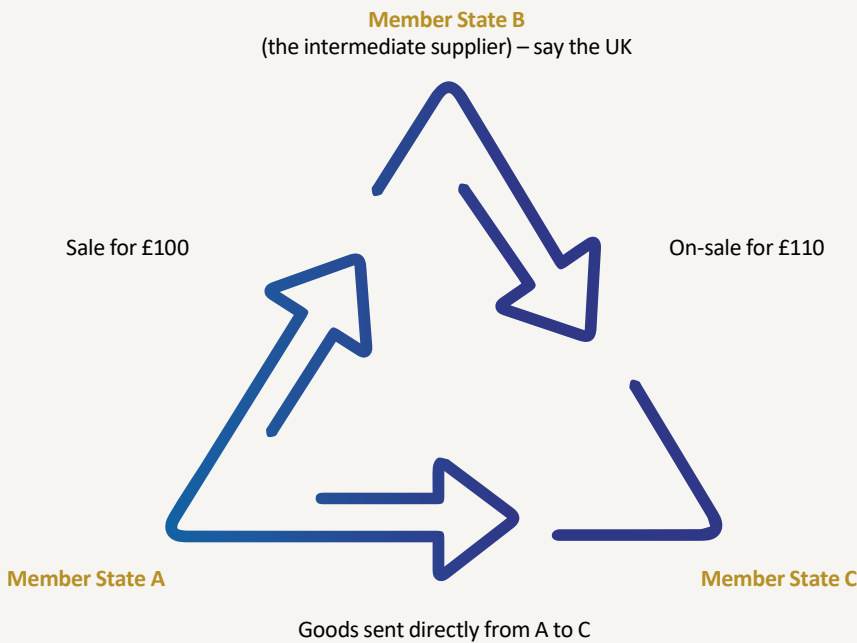 Member State B
(the intermediate supplier) – say the UK
Sale for £100
On-sale for £110
Member State A
Member State C
Goods sent directly from A to C